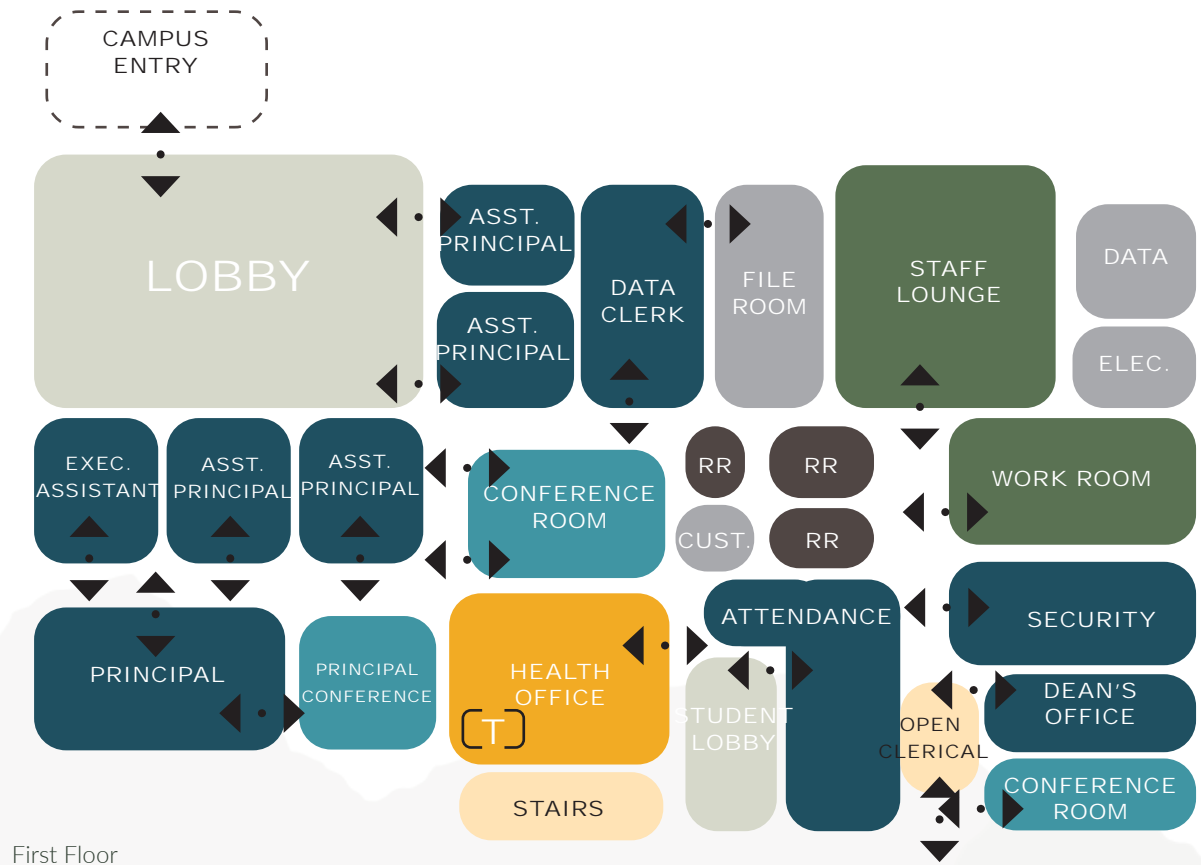 CAMPUS
ENTRY
LOBBY
ASST.
PRINCIPAL
ASST.
PRINCIPAL
DATA
CLERK
FILE
ROOM
STAFF
LOUNGE
DATA
ELEC.
EXEC.
ASSISTANT
ASST.
PRINCIPAL
ASST.
PRINCIPAL
CONFERENCE
ROOM
RR
RR
CUST.
RR
WORK ROOM
PRINCIPAL
PRINCIPAL
CONFERENCE
HEALTH
OFFICE
[T]
STAIRS
ATTENDANCE
STUDENT
LOBBY
SECURITY
OPEN
CLERICAL
DEAN'S
OFFICE
CONFERENCE
ROOM
First Floor